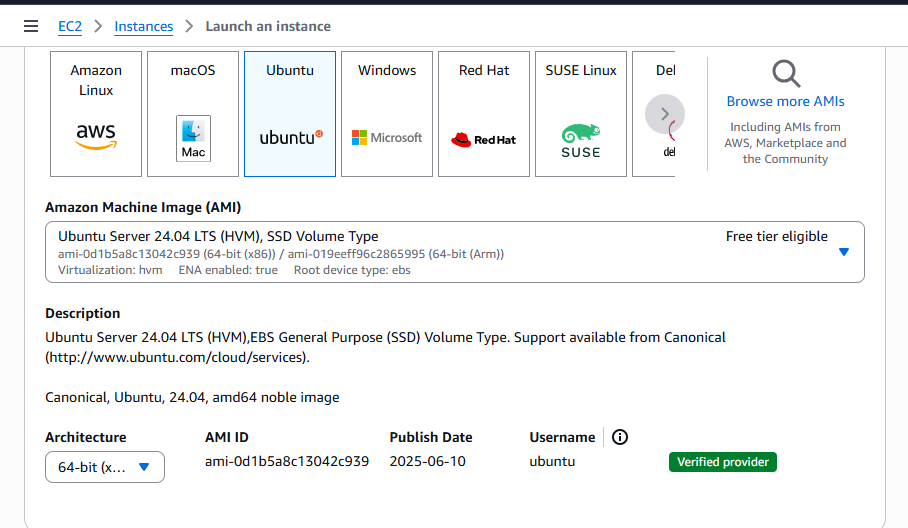 EC2 > Instances > Launch an instance
Amazon Linux
aws
macOS
Mac
Ubuntu
ubuntu
Windows
Microsoft
Red Hat
Red Hat
SUSE Linux
SUSE
Browse more AMIs
Including AMIs from
AWS, Marketplace and
the Community
Amazon Machine Image (AMI)
Ubuntu Server 24.04 LTS (HVM), SSD Volume Type
Free tier eligible
ami-0d1b5a8c13042c939 (64-bit (x86)) / ami-019eeff96c2865995 (64-bit (Arm))
Virtualization: hvm ENA enabled: true Root device type: ebs
Description
Ubuntu Server 24.04 LTS (HVM),EBS General Purpose (SSD) Volume Type. Support available from Canonical
(http://www.ubuntu.com/cloud/services).
Canonical, Ubuntu, 24.04, amd64 noble image
Architecture AMI ID Publish Date Username
64-bit (x... ami-0d1b5a8c13042c939 2025-06-10 ubuntu Verified provider